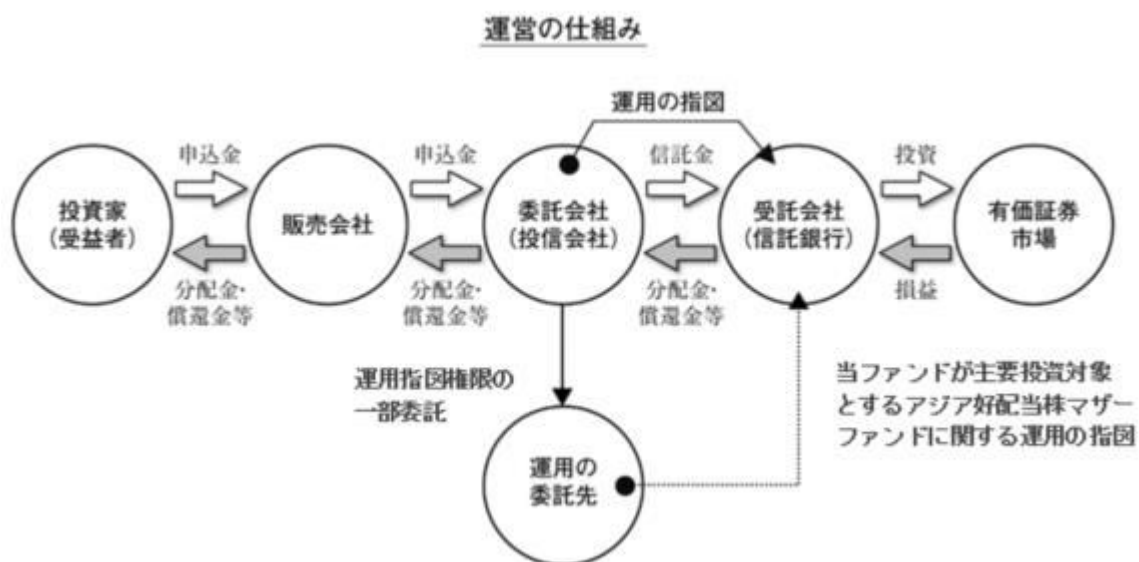 運営の仕組み
運用の指図
申込金
申込金
信託金
投資
投資家
(受益者)
販売会社
委託会社
(投信会社)
受託会社
(信託銀行)
有価証券
市場
分配金・
償還金等
分配金・
償還金等
分配金・
償還金等
損益
運用指図権限の
一部委託
当ファンドが主要投資対象
とするアジア好配当株マザー
ファンドに関する運用の指図
運用の
委託先